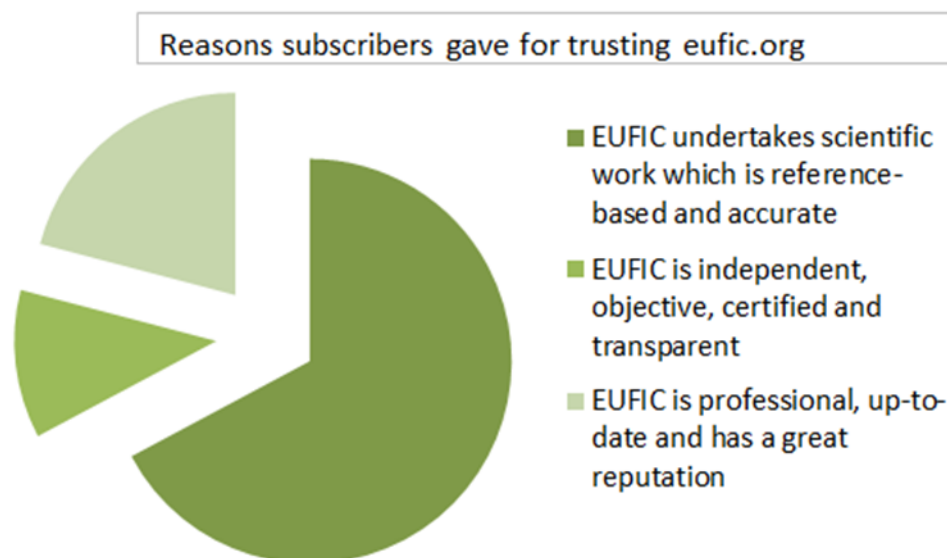 Reasons subscribers gave for trusting eufic.org
EUFIC undertakes scientific
work which is reference-
based and accurate
EUFIC is independent,
objective, certified and
transparent
EUFIC is professional, up-to-
date and has a great
reputation